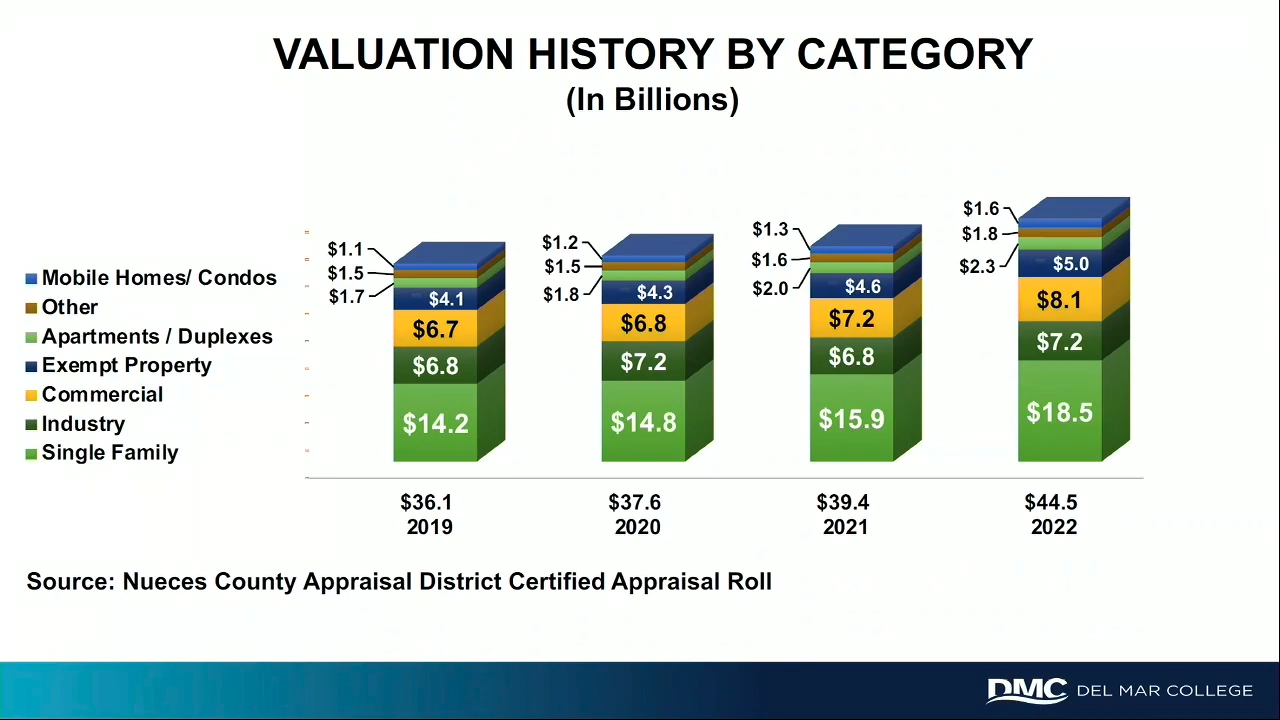 VALUATION HISTORY BY CATEGORY
(In Billions)
Mobile Homes/ Condos
Other
Apartments / Duplexes
Exempt Property
Commercial
Industry
Single Family
$1.1
$1.5
$1.7
$4.1
$6.7
$6.8
$14.2
$1.2
$1.5
$1.8
$4.3
$6.8
$7.2
$14.8
$1.3
$1.6
$2.0
$4.6
$7.2
$6.8
$15.9
$1.6
$1.8
$2.3
$5.0
$8.1
$7.2
$18.5
$36.1 $37.6 $39.4 $44.5
2019 2020 2021 2022
Source: Nueces County Appraisal District Certified Appraisal Roll
DMC DEL MAR COLLEGE